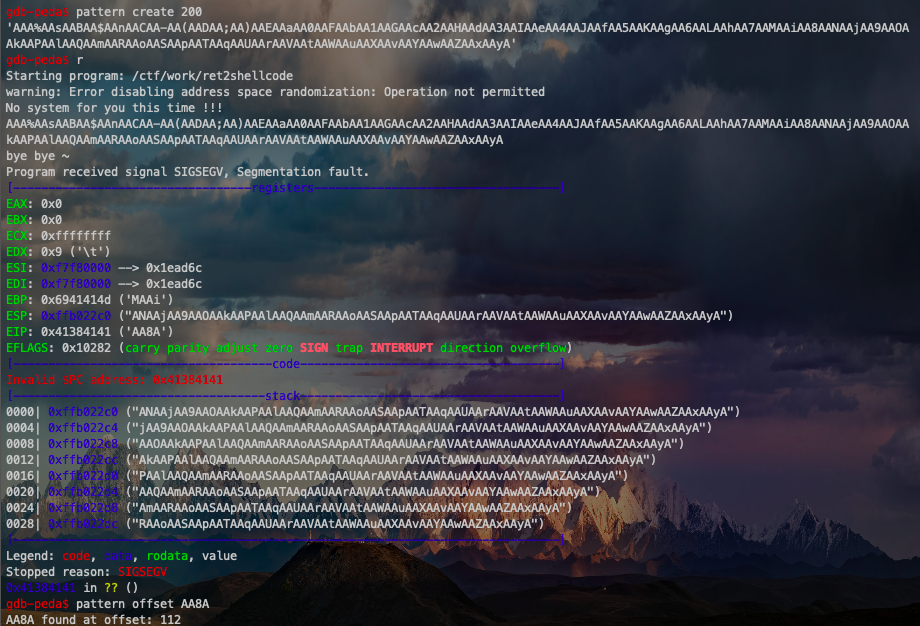 gdb-peda$ pattern create 200
'AAA%AAsAABAA$AAnAACAA-AA(AADAA;AA)AAEAAaAA0AAFAAbAA1AAGAAcAA2AAHAAdAA3AAIAAeAA4AAJAAfAA5AAKAAgAA6AALAAhAA7AAMAAiAA8AANAAjAA9AAOA
AkAAPAAlAAQAAmAARAAoAASAApAATAAqAAUAArAAVAAtAAWAAuAAXAAvAAYAAwAAZAAxAAyA'
gdb-peda$ r
Starting program: /ctf/work/ret2shellcode
warning: Error disabling address space randomization: Operation not permitted
No system for you this time !!!
AAA%AAsAABAA$AAnAACAA-AA(AADAA;AA)AAEAAaAA0AAFAAbAA1AAGAAcAA2AAHAAdAA3AAIAAeAA4AAJAAfAA5AAKAAgAA6AALAAhAA7AAMAAiAA8AANAAjAA9AAOAA
kAAPAAlAAQAAmAARAAoAASAApAATAAqAAUAArAAVAAtAAWAAuAAXAAvAAYAAwAAZAAxAAyA
bye bye ~
Program received signal SIGSEGV, Segmentation fault.
[----------------------------------registers-----------------------------------]
EAX: 0x0
EBX: 0x0
ECX: 0xffffffff
EDX: 0x9 ('\t')
ESI: 0xf7f80000 --> 0x1ead6c
EDI: 0xf7f80000 --> 0x1ead6c
EBP: 0x6941414d ('MAAi')
ESP: 0xffb022c0 ("ANAAjAA9AAOAAkAAPAAlAAQAAmAARAAoAASAApAATAAqAAUAArAAVAAtAAWAAuAAXAAvAAYAAwAAZAAxAAyA")
EIP: 0x41384141 ('AA8A')
EFLAGS: 0x10282 (carry parity adjust zero SIGN trap INTERRUPT direction overflow)
[-------------------------------------code-------------------------------------]
Invalid $PC address: 0x41384141
[------------------------------------stack-------------------------------------]
0000| 0xffb022c0 ("ANAAjAA9AAOAAkAAPAAlAAQAAmAARAAoAASAApAATAAqAAUAArAAVAAtAAWAAuAAXAAvAAYAAwAAZAAxAAyA")
0004| 0xffb022c4 ("jAA9AAOAAkAAPAAlAAQAAmAARAAoAASAApAATAAqAAUAArAAVAAtAAWAAuAAXAAvAAYAAwAAZAAxAAyA")
0008| 0xffb022c8 ("AAOAAkAAPAAlAAQAAmAARAAoAASAApAATAAqAAUAArAAVAAtAAWAAuAAXAAvAAYAAwAAZAAxAAyA")
0012| 0xffb022cc ("AkAAPAAlAAQAAmAARAAoAASAApAATAAqAAUAArAAVAAtAAWAAuAAXAAvAAYAAwAAZAAxAAyA")
0016| 0xffb022d0 ("PAAlAAQAAmAARAAoAASAApAATAAqAAUAArAAVAAtAAWAAuAAXAAvAAYAAwAAZAAxAAyA")
0020| 0xffb022d4 ("AAQAAmAARAAoAASAApAATAAqAAUAArAAVAAtAAWAAuAAXAAvAAYAAwAAZAAxAAyA")
0024| 0xffb022d8 ("AmAARAAoAASAApAATAAqAAUAArAAVAAtAAWAAuAAXAAvAAYAAwAAZAAxAAyA")
0028| 0xffb022dc ("RAAoAASAApAATAAqAAUAArAAVAAtAAWAAuAAXAAvAAYAAwAAZAAxAAyA")
[------------------------------------------------------------------------------]
Legend: code, data, rodata, value
Stopped reason: SIGSEGV
0x41384141 in ?? ()
gdb-peda$ pattern offset AA8A
AA8A found at offset: 112